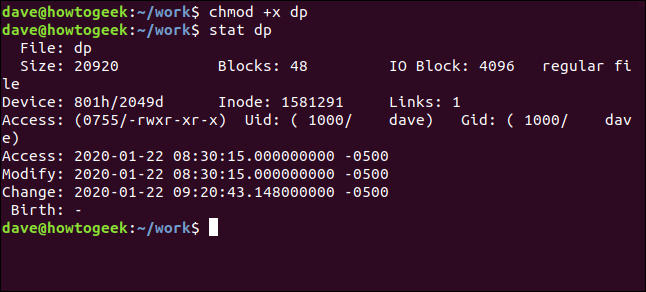 dave@howtogeek:~/work$ chmod +x dp
dave@howtogeek:~/work$ stat dp
  File: dp
  Size: 20920           Blocks: 48         IO Block: 4096   regular fi
le
Device: 801h/2049d      Inode: 1581291     Links: 1
Access: (0755/-rwxr-xr-x)  Uid: ( 1000/    dave)   Gid: ( 1000/    dav
e)
Access: 2020-01-22 08:30:15.000000000 -0500
Modify: 2020-01-22 08:30:15.000000000 -0500
Change: 2020-01-22 09:20:43.148000000 -0500
 Birth: -
dave@howtogeek:~/work$